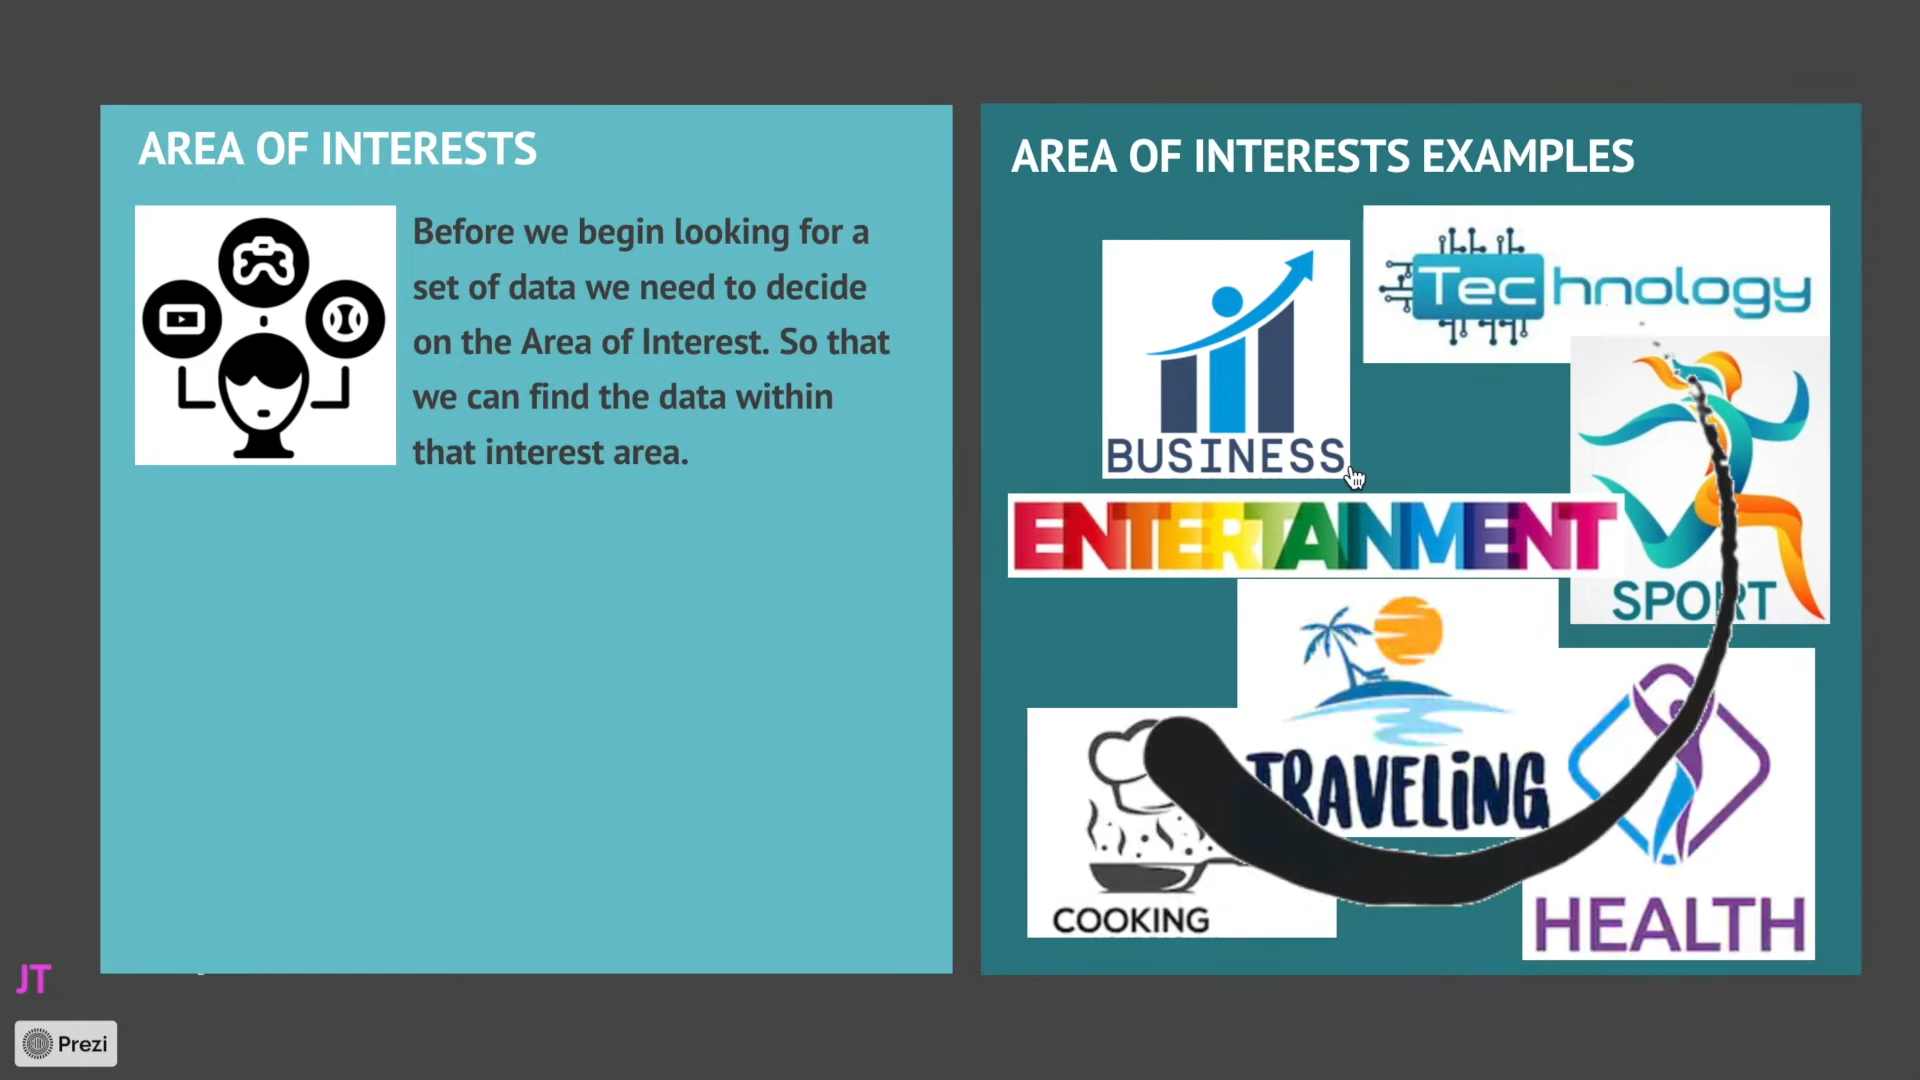 AREA OF INTERESTS
Before we begin looking for a
set of data we need to decide
on the Area of Interest. So that
we can find the data within
that interest area.
AREA OF INTERESTS EXAMPLES
Technology
BUSINESS
ENTERTAINMENT
SPORT
TRAVELiNG
COOKING
HEALTH
JT
Prezi